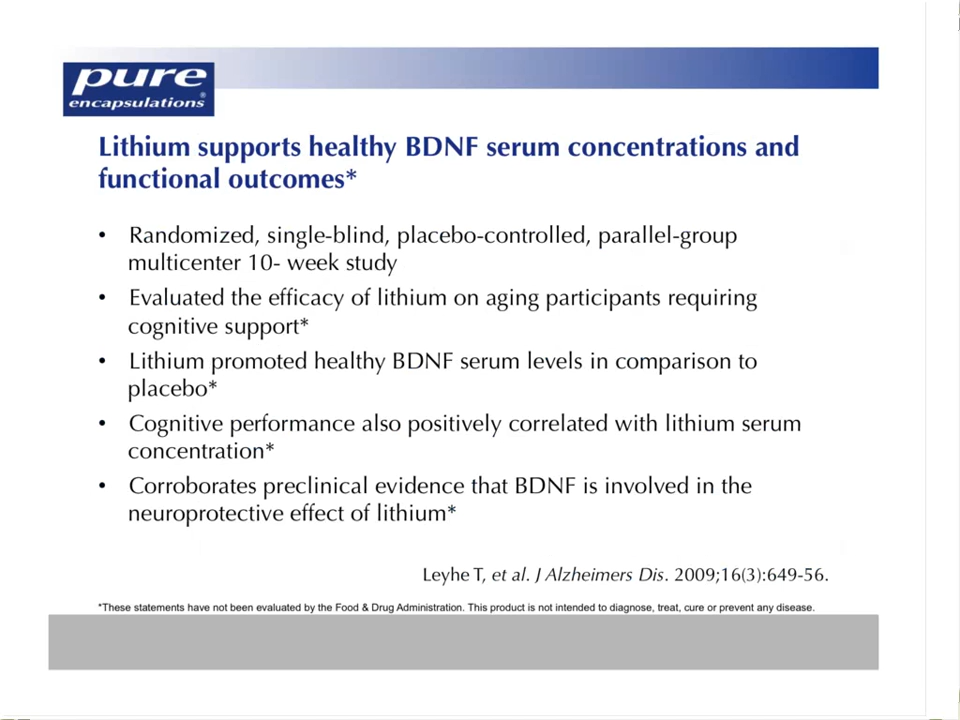 pure
encapsulations®
Lithium supports healthy BDNF serum concentrations and
functional outcomes*
• Randomized, single-blind, placebo-controlled, parallel-group
multicenter 10- week study
• Evaluated the efficacy of lithium on aging participants requiring
cognitive support*
• Lithium promoted healthy BDNF serum levels in comparison to
placebo*
• Cognitive performance also positively correlated with lithium serum
concentration*
• Corroborates preclinical evidence that BDNF is involved in the
neuroprotective effect of lithium*
Leyhe T, et al. J Alzheimers Dis. 2009;16(3):649-56.
*These statements have not been evaluated by the Food & Drug Administration. This product is not intended to diagnose, treat, cure or prevent any disease.